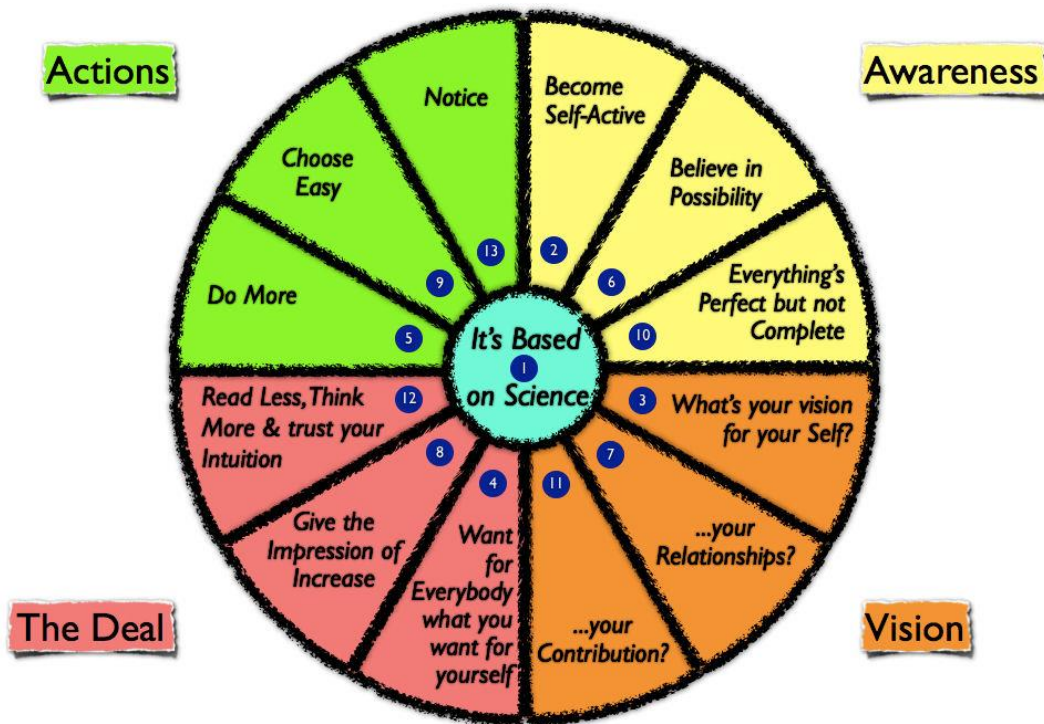 Actions
Awareness
Notice
Become
Self-Active
Choose
Easy
Believe in
Possibility
13
2
Do More
9
6
Everything's
Perfect but not
Complete
5
10
It's Based
1
on Science
Read Less, Think
More & trust your
Intuition
12
3
What's your vision
for your Self?
8
7
4
11
Give the
Impression of
Increase
Want
for
Everybody
what you
want for
yourself
...your
Relationships?
...your
Contribution?
The Deal
Vision